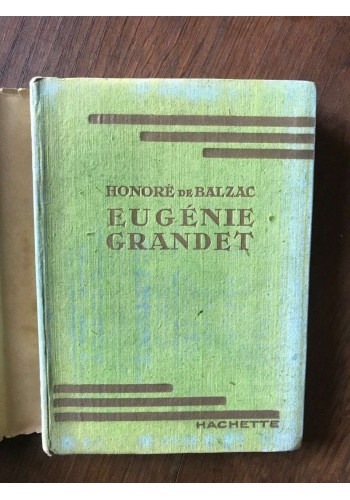 HONORÉ DE BALZAC
EUGÉNIE
GRANDET
HACHETTE